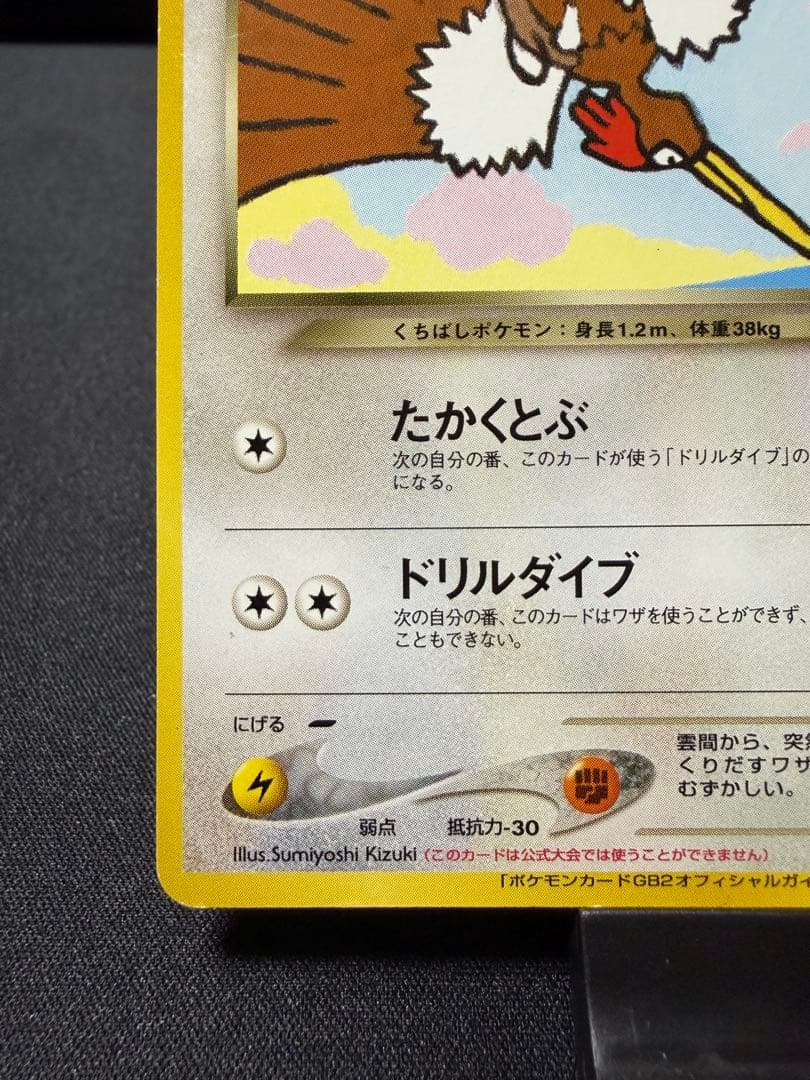 くちばしポケモン：身長1.2m、体重38kg
たかくとぶ
次の自分の番、このカードが使う「ドリルダイブ」の
になる。
ドリルダイブ
次の自分の番、このカードはワザを使うことができず、
こともできない。
にげる
雲間から、突然
くりだすワザ
むずかしい。
弱点 抵抗力-30
Illus.Sumiyoshi Kizuki（このカードは公式大会では使うことができません）
「ポケモンカードGB2オフィシャルガイ